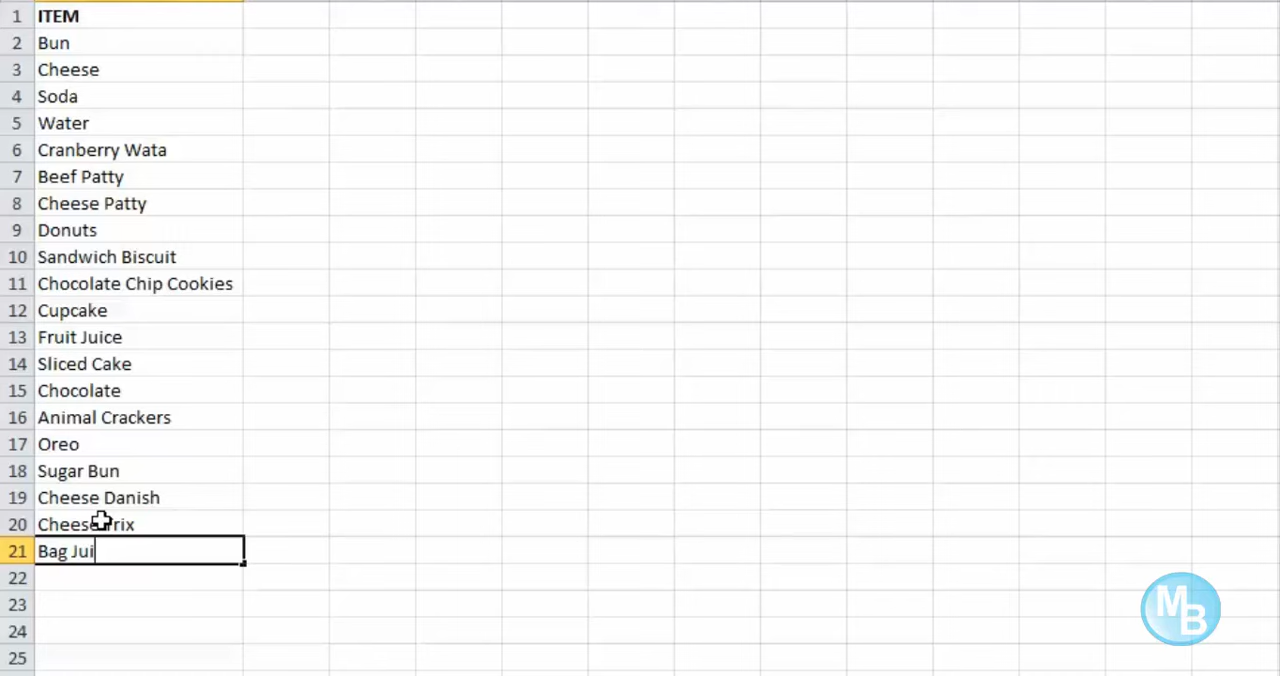 1 ITEM
2 Bun
3 Cheese
4 Soda
5 Water
6 Cranberry Wata
7 Beef Patty
8 Cheese Patty
9 Donuts
10 Sandwich Biscuit
11 Chocolate Chip Cookies
12 Cupcake
13 Fruit Juice
14 Sliced Cake
15 Chocolate
16 Animal Crackers
17 Oreo
18 Sugar Bun
19 Cheese Danish
20 Cheese Trix
21 Bag Jui
22
23
24
25
MB